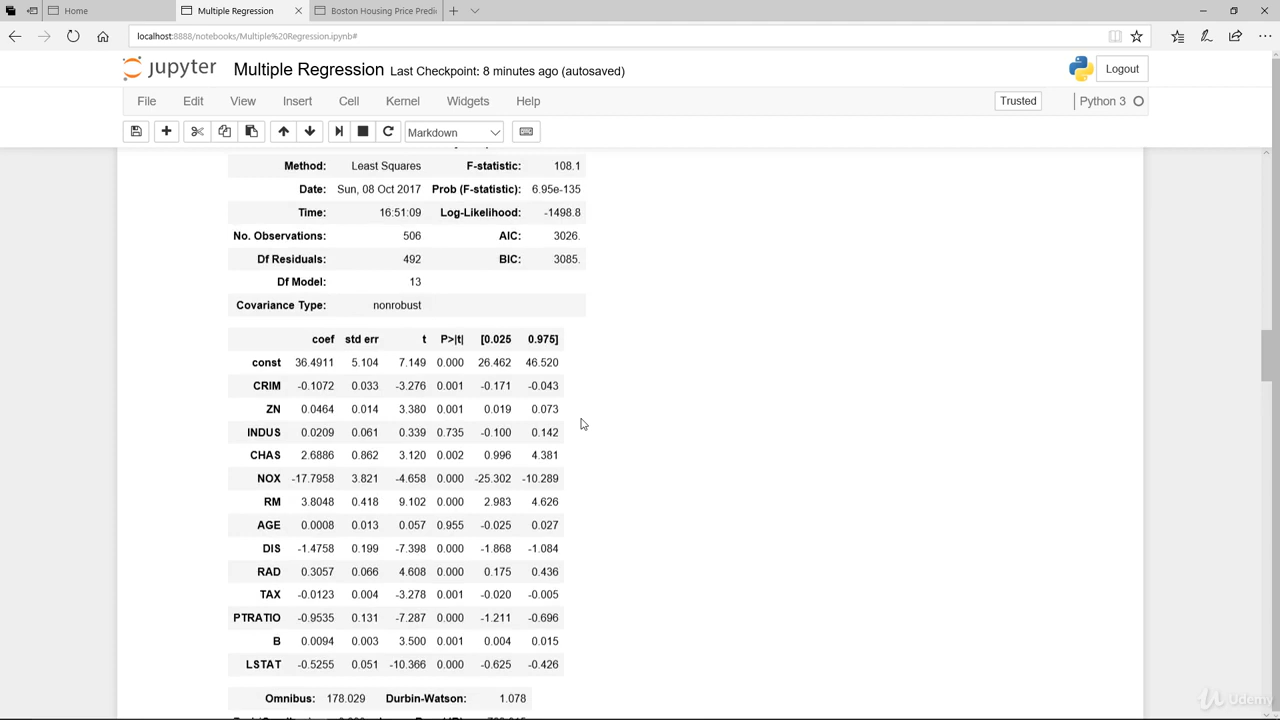 Home
Multiple Regression
Boston Housing Price Predi
localhost:8888/notebooks/Multiple%20Regression.ipynb#
jupyter Multiple Regression Last Checkpoint: 8 minutes ago (autosaved) Logout
File Edit View Insert Cell Kernel Widgets Help Trusted Python 3
Markdown
Method: Least Squares F-statistic: 108.1
Date: Sun, 08 Oct 2017 Prob (F-statistic): 6.95e-135
Time: 16:51:09 Log-Likelihood: -1498.8
No. Observations: 506 AIC: 3026.
Df Residuals: 492 BIC: 3085.
Df Model: 13
Covariance Type: nonrobust
coef std err t P>|t| [0.025 0.975]
const 36.4911 5.104 7.149 0.000 26.462 46.520
CRIM -0.1072 0.033 -3.276 0.001 -0.171 -0.043
ZN 0.0464 0.014 3.380 0.001 0.019 0.073
INDUS 0.0209 0.061 0.339 0.735 -0.100 0.142
CHAS 2.6886 0.862 3.120 0.002 0.996 4.381
NOX -17.7958 3.821 -4.658 0.000 -25.302 -10.289
RM 3.8048 0.418 9.102 0.000 2.983 4.626
AGE 0.0008 0.013 0.057 0.955 -0.025 0.027
DIS -1.4758 0.199 -7.398 0.000 -1.868 -1.084
RAD 0.3057 0.066 4.608 0.000 0.175 0.436
TAX -0.0123 0.004 -3.278 0.001 -0.020 -0.005
PTRATIO -0.9535 0.131 -7.287 0.000 -1.211 -0.696
B 0.0094 0.003 3.500 0.001 0.004 0.015
LSTAT -0.5255 0.051 -10.366 0.000 -0.625 -0.426
Omnibus: 178.029 Durbin-Watson: 1.078
Udemy